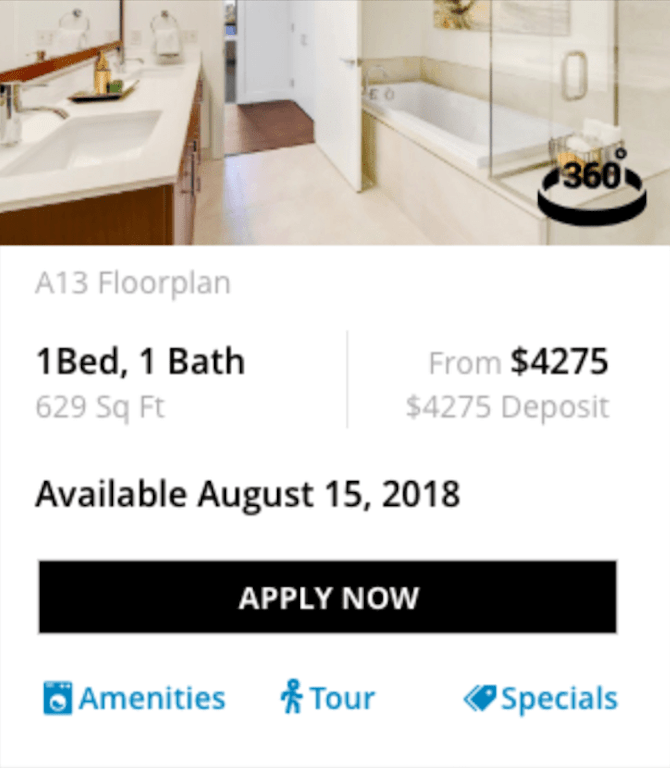 360°
A13 Floorplan
1Bed, 1 Bath
From $4275
629 Sq Ft
$4275 Deposit
Available August 15, 2018
APPLY NOW
Amenities
Tour
Specials